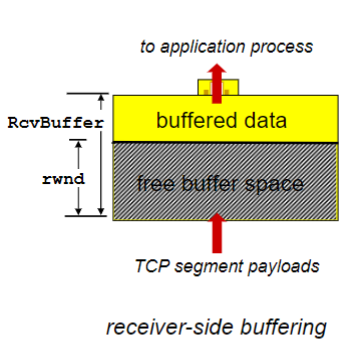 to application process
RcvBuffer
buffered data
rwnd
free buffer space
TCP segment payloads
receiver-side buffering